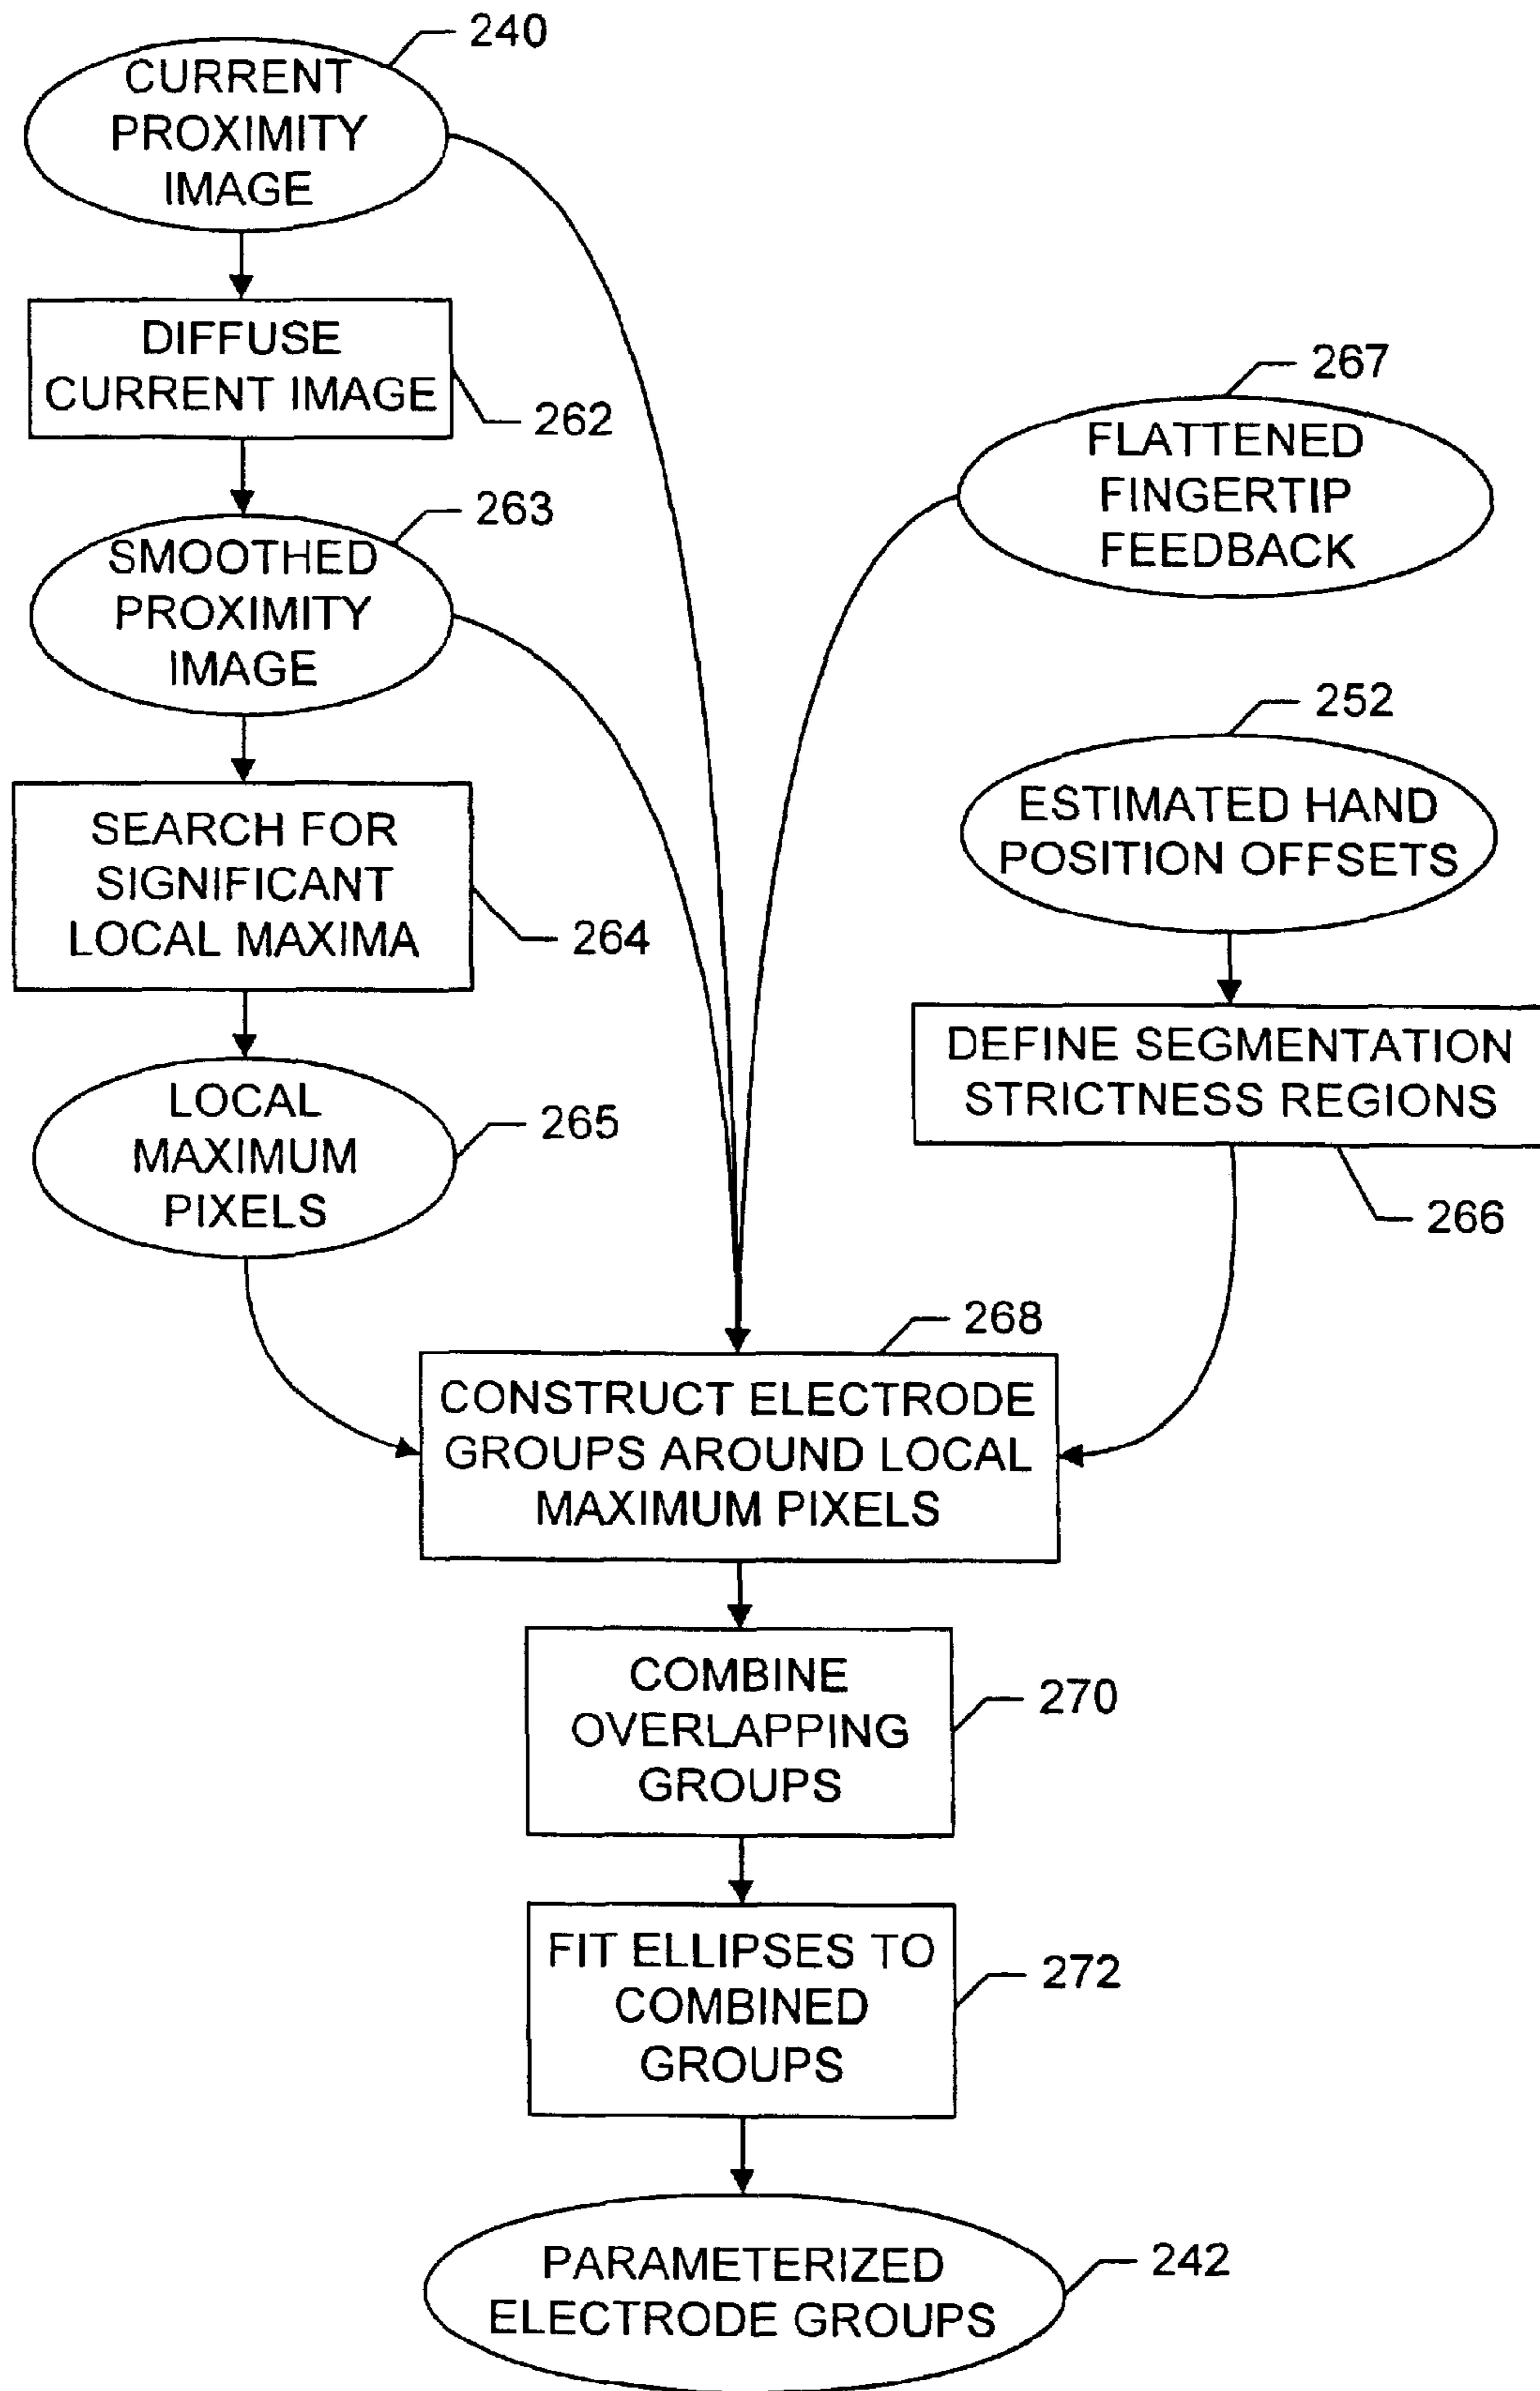 240
CURRENT
PROXIMITY
IMAGE
DIFFUSE
CURRENT IMAGE
262
267
FLATTENED
FINGERTIP
FEEDBACK
263
SMOOTHED
PROXIMITY
IMAGE
252
ESTIMATED HAND
POSITION OFFSETS
SEARCH FOR
SIGNIFICANT
LOCAL MAXIMA
264
DEFINE SEGMENTATION
STRICTNESS REGIONS
266
LOCAL
MAXIMUM
PIXELS
265
268
CONSTRUCT ELECTRODE
GROUPS AROUND LOCAL
MAXIMUM PIXELS
COMBINE
OVERLAPPING
GROUPS
270
FIT ELLIPSES TO
COMBINED
GROUPS
272
PARAMETERIZED
ELECTRODE GROUPS
242